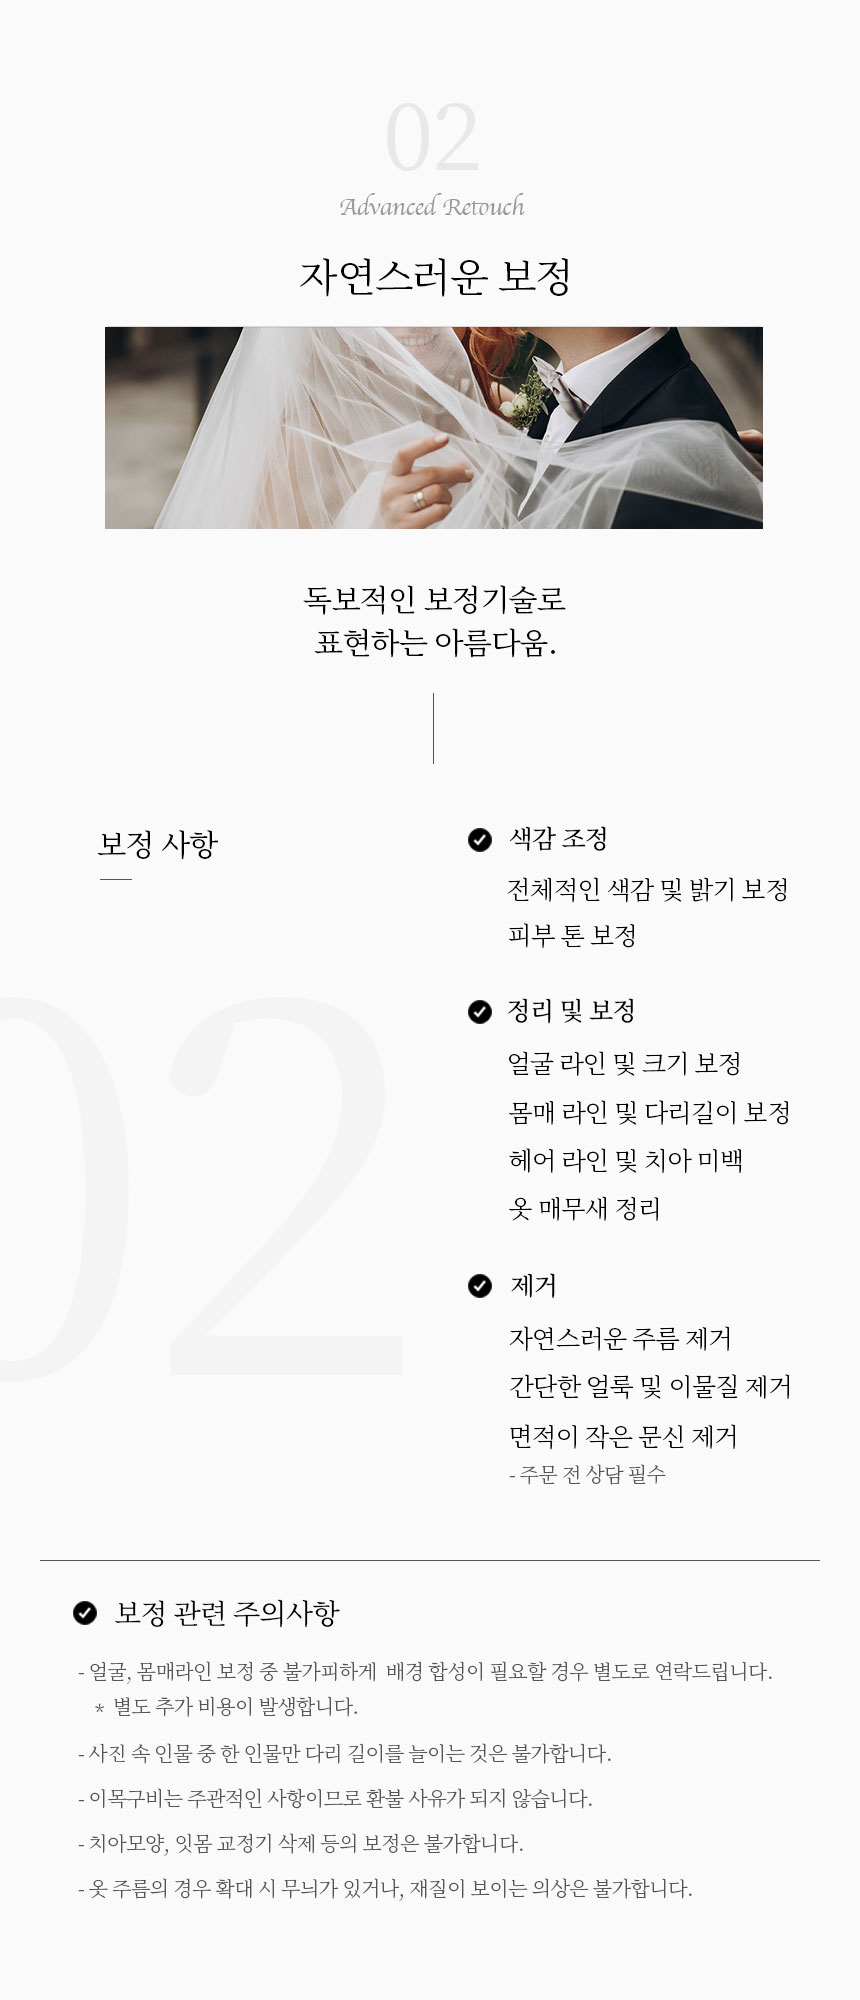 02
Advanced Retouch
자연스러운 보정
독보적인 보정기술로
표현하는 아름다움.
보정 사항
색감 조정
전체적인 색감 및 밝기 보정
피부 톤 보정
02
정리 및 보정
얼굴 라인 및 크기 보정
몸매 라인 및 다리길이 보정
헤어 라인 및 치아 미백
옷 매무새 정리
제거
자연스러운 주름 제거
간단한 얼룩 및 이물질 제거
면적이 작은 문신 제거
- 주문 전 상담 필수
보정 관련 주의사항
- 얼굴, 몸매라인 보정 중 불가피하게 배경 합성이 필요할 경우 별도로 연락드립니다.
* 별도 추가 비용이 발생합니다.
- 사진 속 인물 중 한 인물만 다리 길이를 늘이는 것은 불가합니다.
- 이목구비는 주관적인 사항이므로 환불 사유가 되지 않습니다.
- 치아모양, 잇몸 교정기 삭제 등의 보정은 불가합니다.
- 옷 주름의 경우 확대 시 무늬가 있거나, 재질이 보이는 의상은 불가합니다.